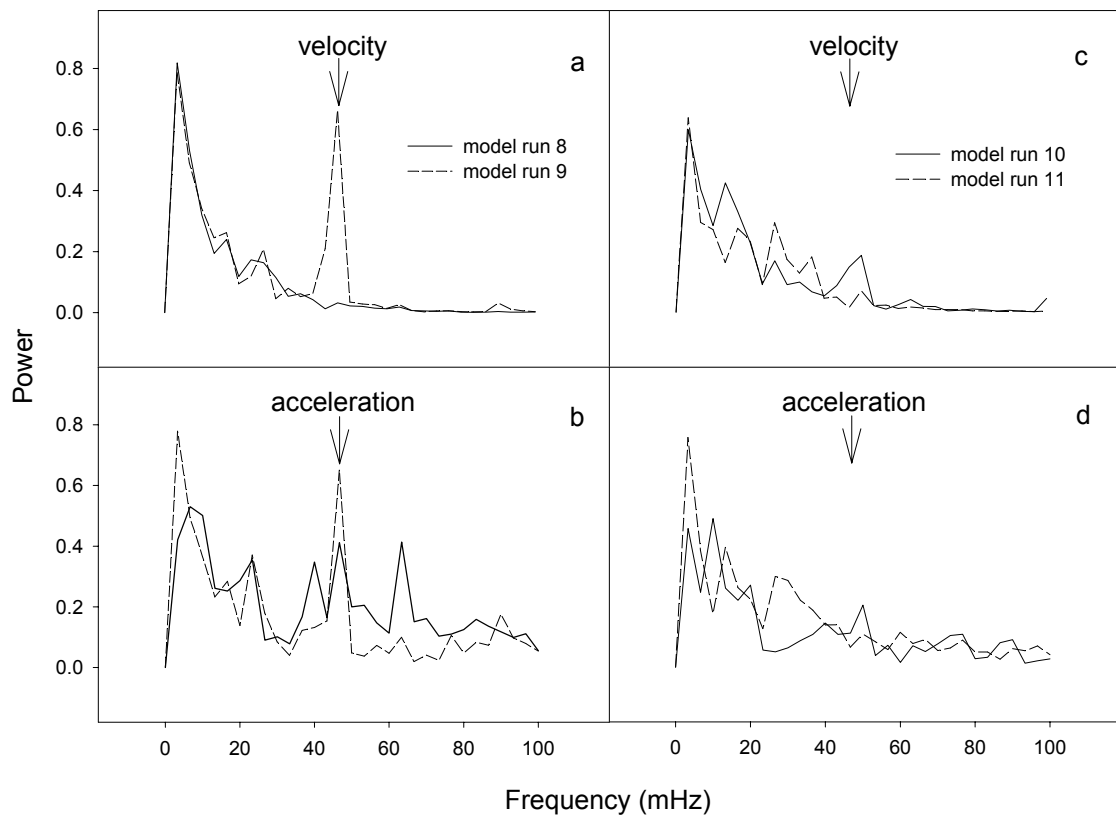 velocity
a
model run 8
model run 9
0.8
0.6
0.4
0.2
0.0
velocity
c
model run 10
model run 11
Power
acceleration
b
0.8
0.6
0.4
0.2
0.0
acceleration
d
0 20 40 60 80 100
0 20 40 60 80 100
Frequency (mHz)